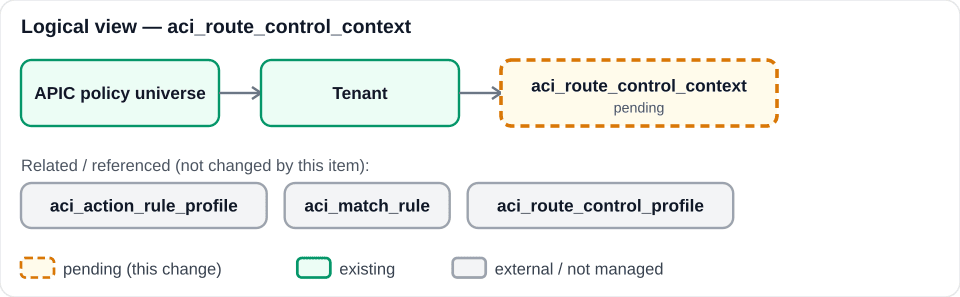 Logical view — aci_route_control_context
APIC policy universe
Tenant
aci_route_control_context
pending
Related / referenced (not changed by this item):
aci_action_rule_profile
aci_match_rule
aci_route_control_profile
pending (this change)
existing
external / not managed